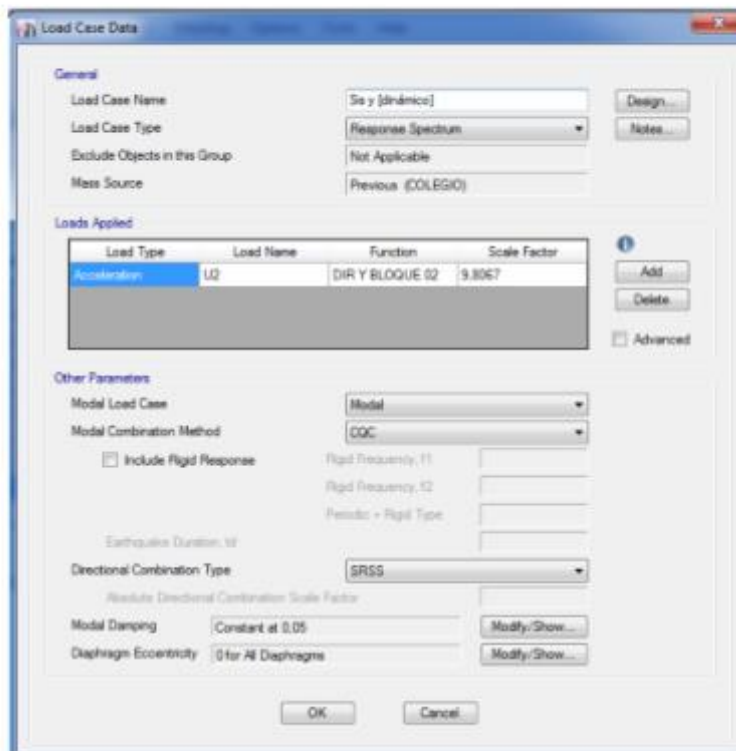 Load Case Data
General
Load Case Name Sis y [dinámico] Design...
Load Case Type Response Spectrum Notes...
Exclude Objects in this Group Not Applicable
Mass Source Previous (COLEGIO)
Loads Applied
Load Type Load Name Function Scale Factor
Acceleration U2 DIR Y BLOQUE 02 9.8067
Add
Delete
Advanced
Other Parameters
Modal Load Case Modal
Modal Combination Method CQC
Include Rigid Response Rigid Frequency, f1
Rigid Frequency, f2
Periodic + Rigid Type
Earthquake Duration, td
Directional Combination Type SRSS
Absolute Directional Combination Scale Factor
Modal Damping Constant at 0.05 Modify/Show...
Diaphragm Eccentricity 0 for All Diaphragms Modify/Show...
OK Cancel